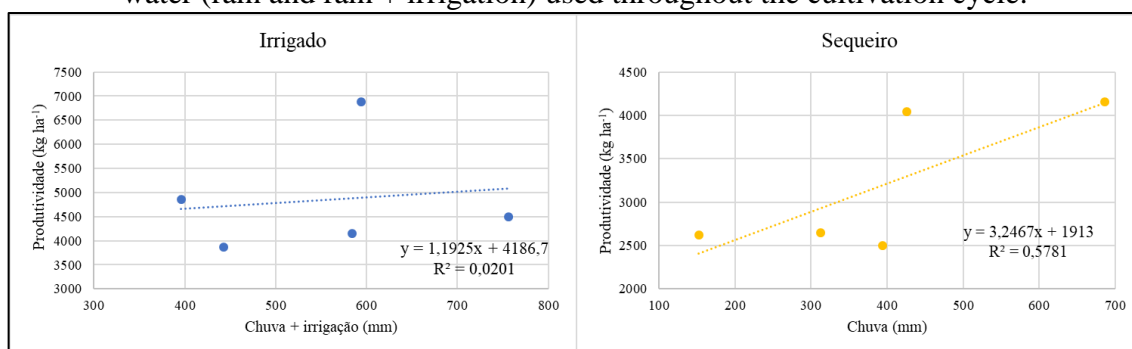 water (rain and rain + irrigation) used throughout the cultivation cycle.
Irrigado
Produtividade (kg ha⁻¹)
7500
7000
6500
6000
5500
5000
4500
4000
3500
3000
300 400 500 600 700 800
Chuva + irrigação (mm)
y = 1,1925x + 4186,7
R² = 0,0201
Sequeiro
Produtividade (kg ha⁻¹)
4500
4000
3500
3000
2500
2000
100 200 300 400 500 600 700
Chuva (mm)
y = 3,2467x + 1913
R² = 0,5781